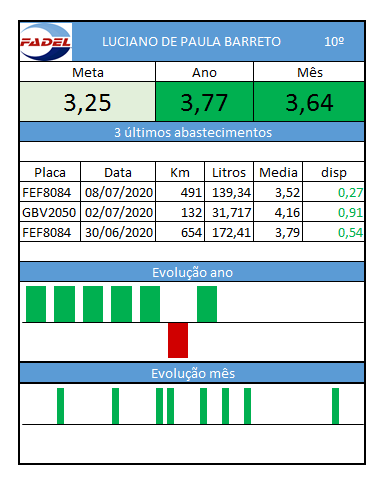 FADEL LUCIANO DE PAULA BARRETO 10º
Meta Ano Mês
3,25 3,77 3,64
3 últimos abastecimentos
Placa Data Km Litros Media disp
FEF8084 08/07/2020 491 139,34 3,52 0,27
GBV2050 02/07/2020 132 31,717 4,16 0,91
FEF8084 30/06/2020 654 172,41 3,79 0,54
Evolução ano
Evolução mês